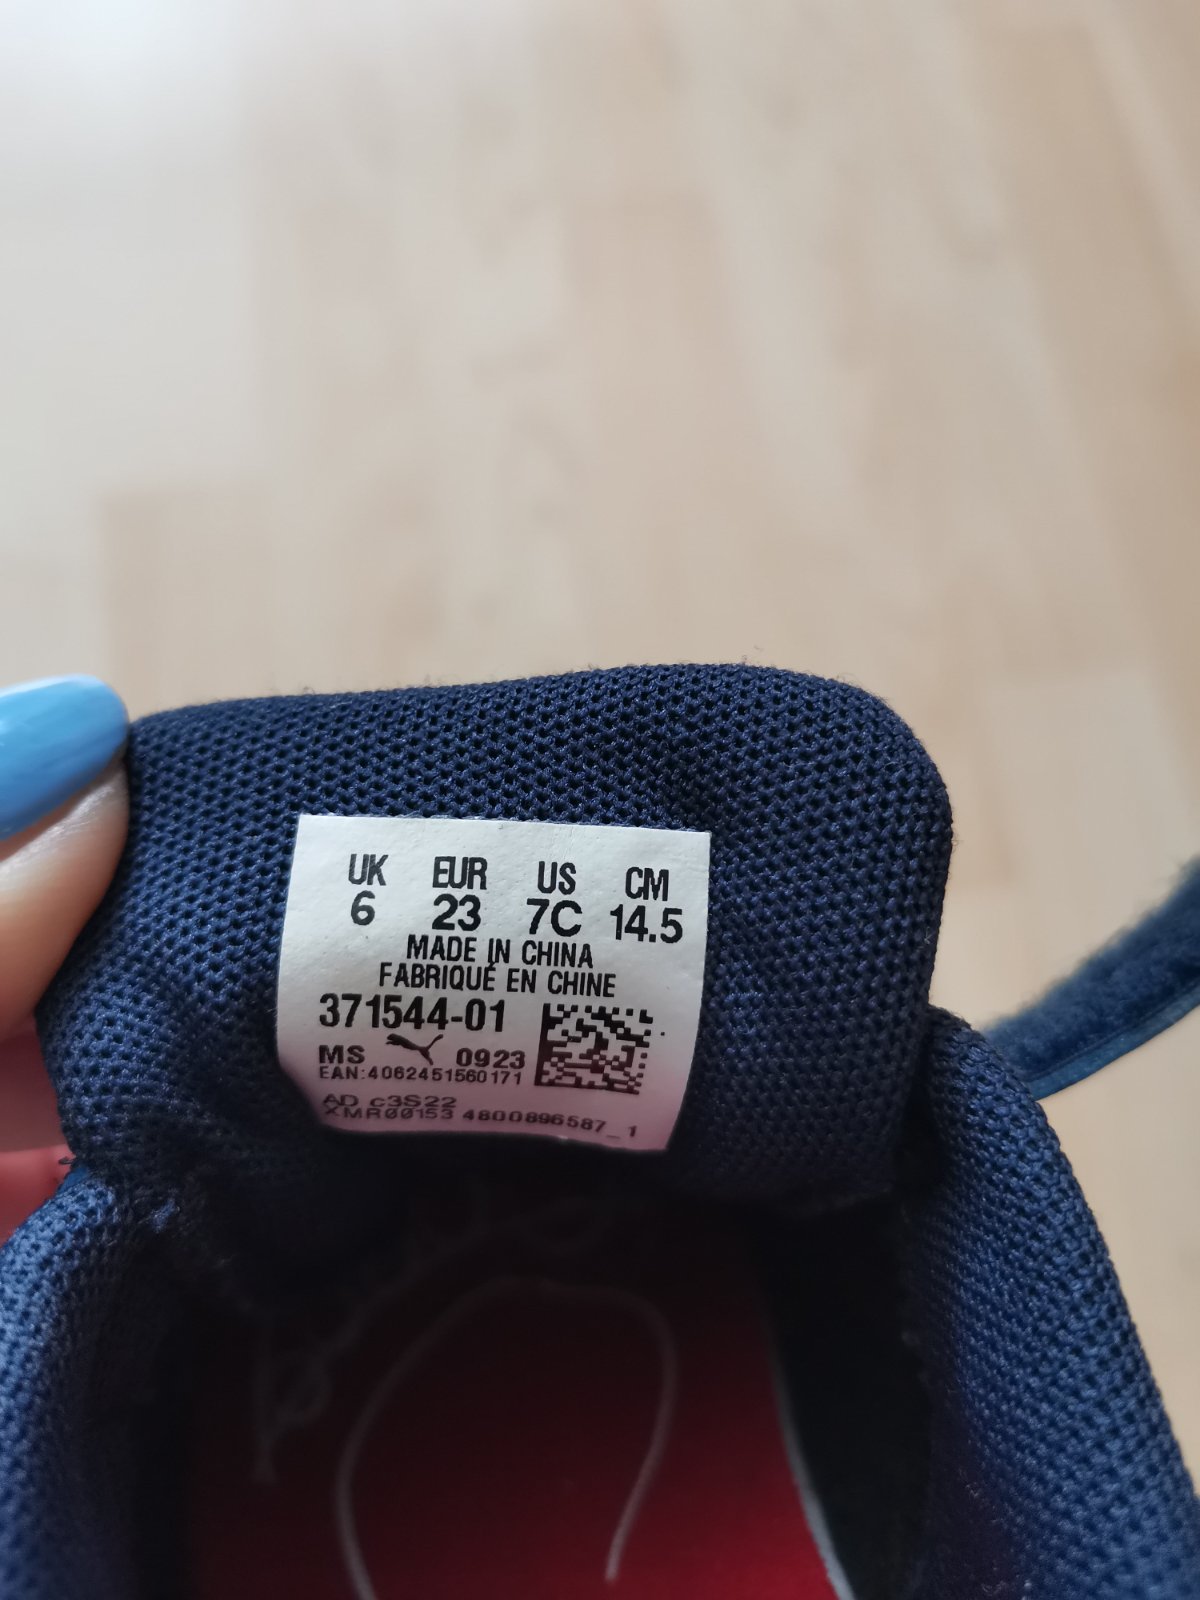 UK EUR US CM
6 23 7C 14.5
MADE IN CHINA
FABRIQUÉ EN CHINE
371544-01
MS 0923
EAN:4062451560171
AD c3S22
XMR00153 4800896587_1